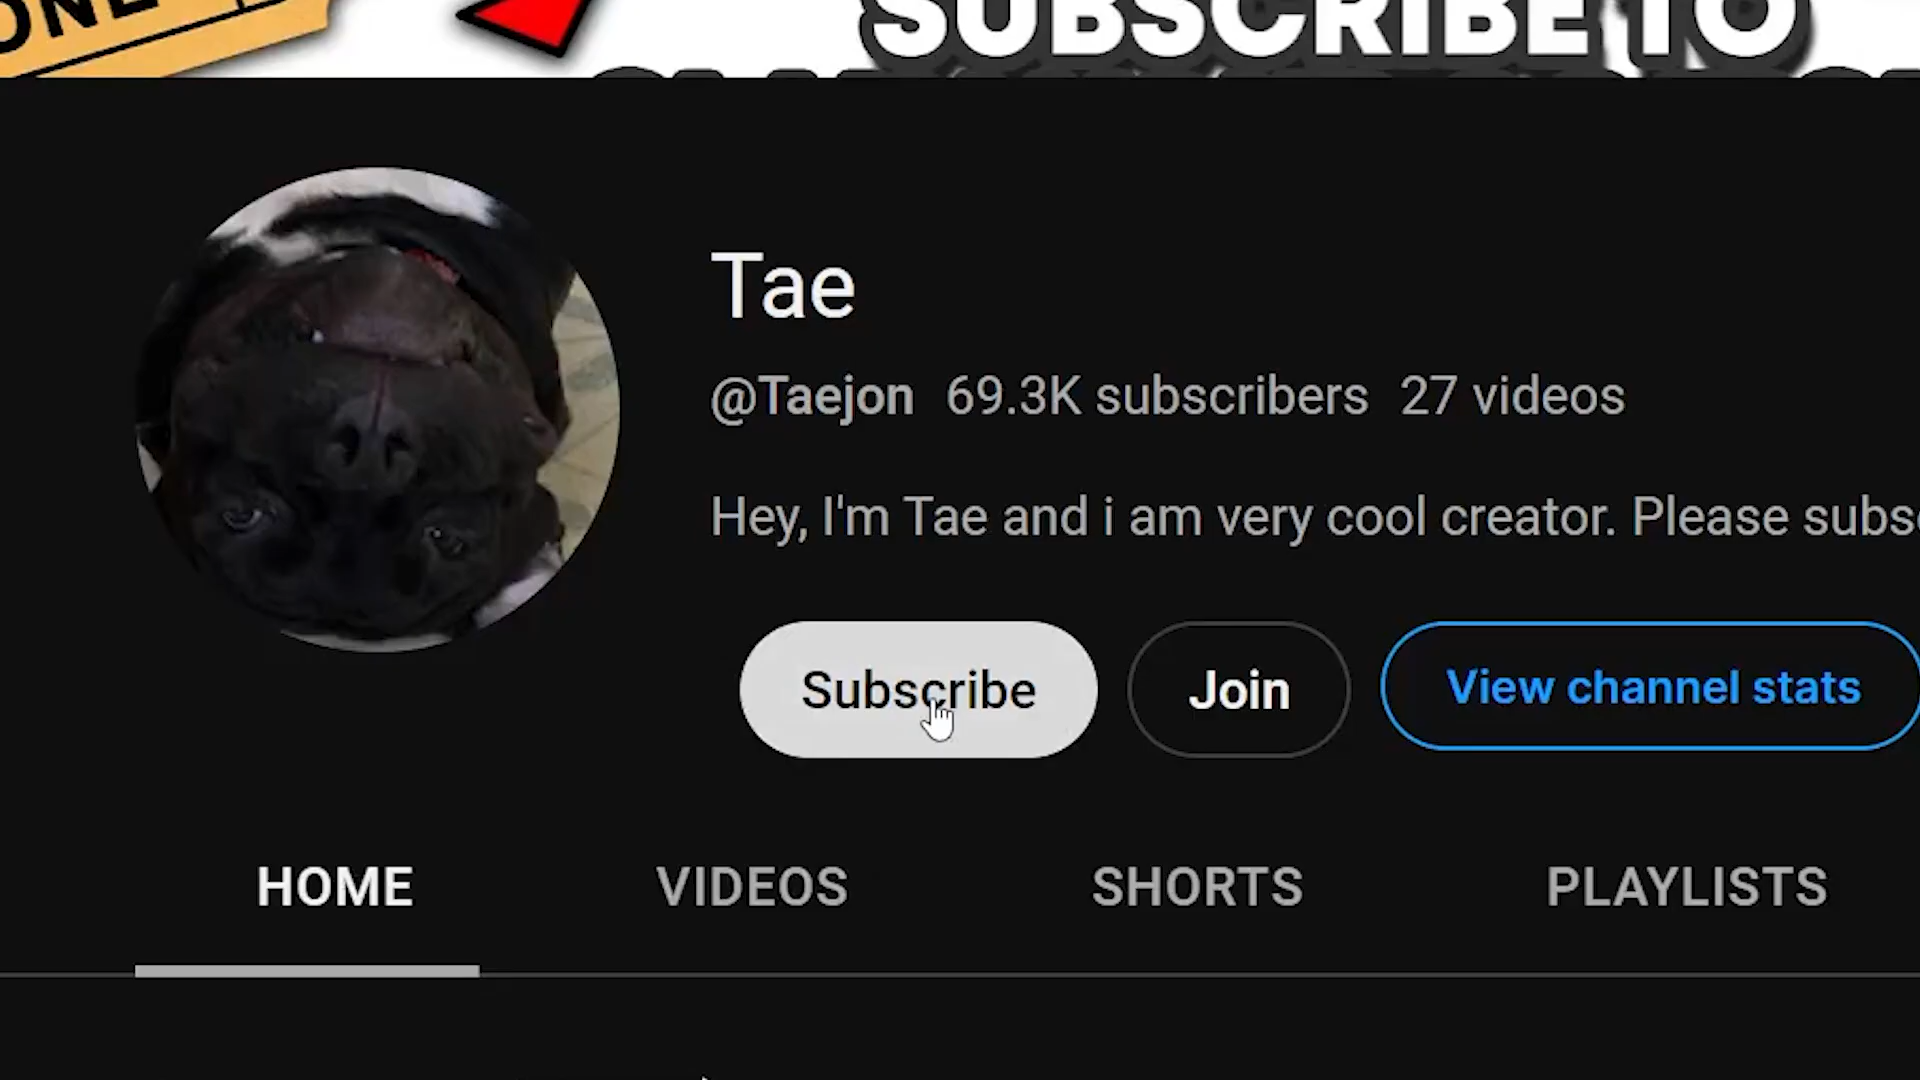 ONE
SUBSCRIBE TO
Tae
@Taejon 69.3K subscribers 27 videos
Hey, I'm Tae and i am very cool creator. Please
Subscribe
Join
View channel stats
HOME
VIDEOS
SHORTS
PLAYLISTS